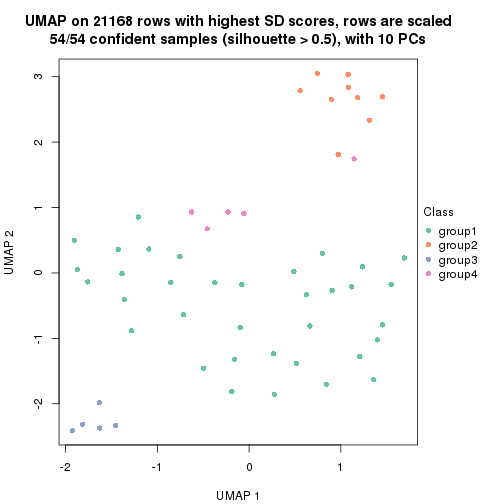 UMAP on 21168 rows with highest SD scores, rows are scaled
54/54 confident samples (silhouette > 0.5), with 10 PCs
3
2
1
0
-1
-2
UMAP 2
-2
-1
0
1
UMAP 1
Class
group1
group2
group3
group4